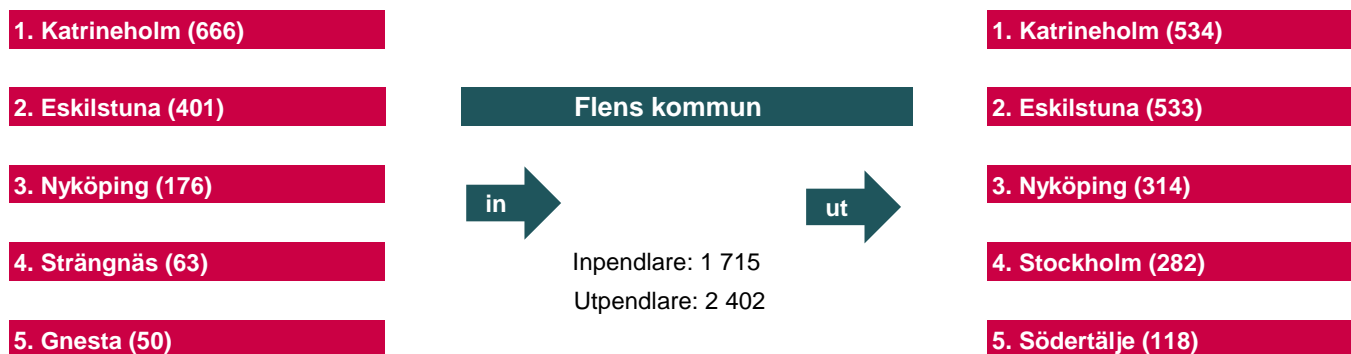 1. Katrineholm (666)
2. Eskilstuna (401)
3. Nyköping (176)
4. Strängnäs (63)
5. Gnesta (50)
Flens kommun
in
ut
Inpendlare: 1 715
Utpendlare: 2 402
1. Katrineholm (534)
2. Eskilstuna (533)
3. Nyköping (314)
4. Stockholm (282)
5. Södertälje (118)